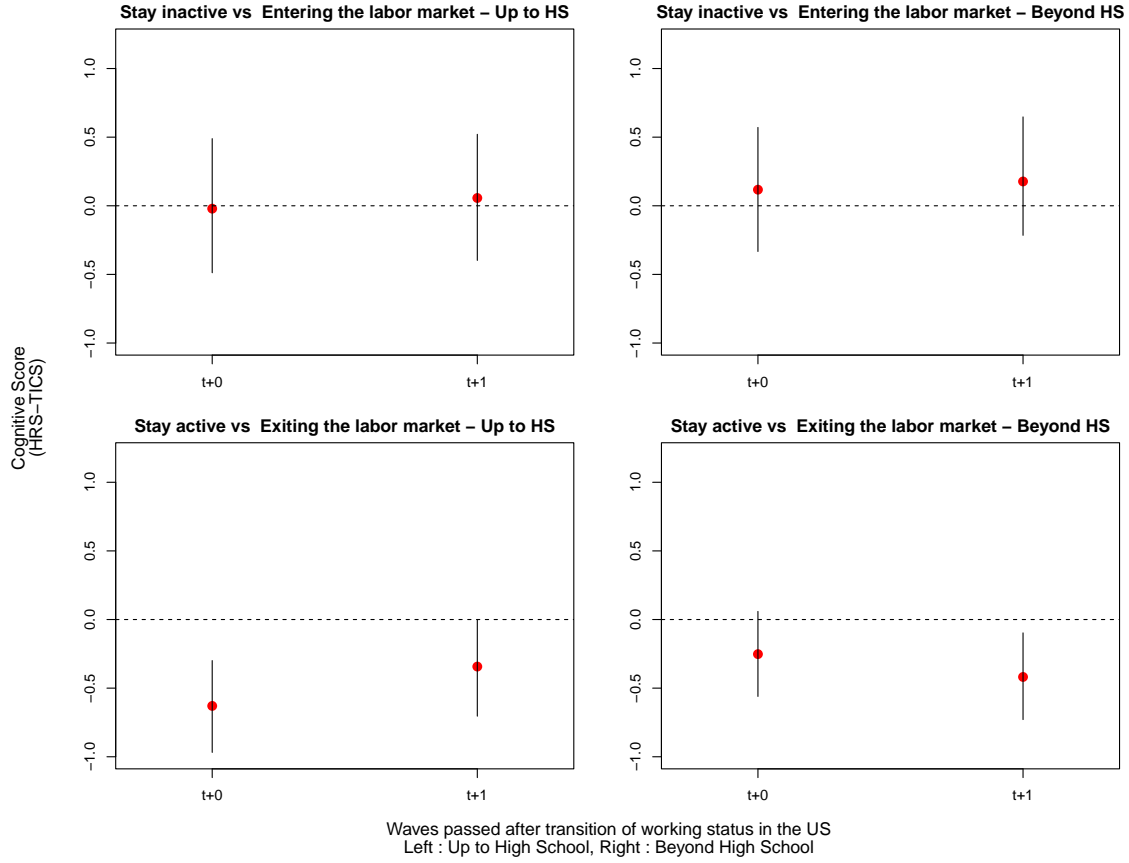 Stay inactive vs  Entering the labor market – Up to HS
1.0
0.5
0.0
−0.5
−1.0
t+0
t+1
Stay inactive vs  Entering the labor market – Beyond HS
1.0
0.5
0.0
−0.5
−1.0
t+0
t+1
Cognitive Score
(HRS−TICS)
Stay active vs  Exiting the labor market – Up to HS
1.0
0.5
0.0
−0.5
−1.0
t+0
t+1
Stay active vs  Exiting the labor market – Beyond HS
1.0
0.5
0.0
−0.5
−1.0
t+0
t+1
Waves passed after transition of working status in the US
Left : Up to High School, Right : Beyond High School